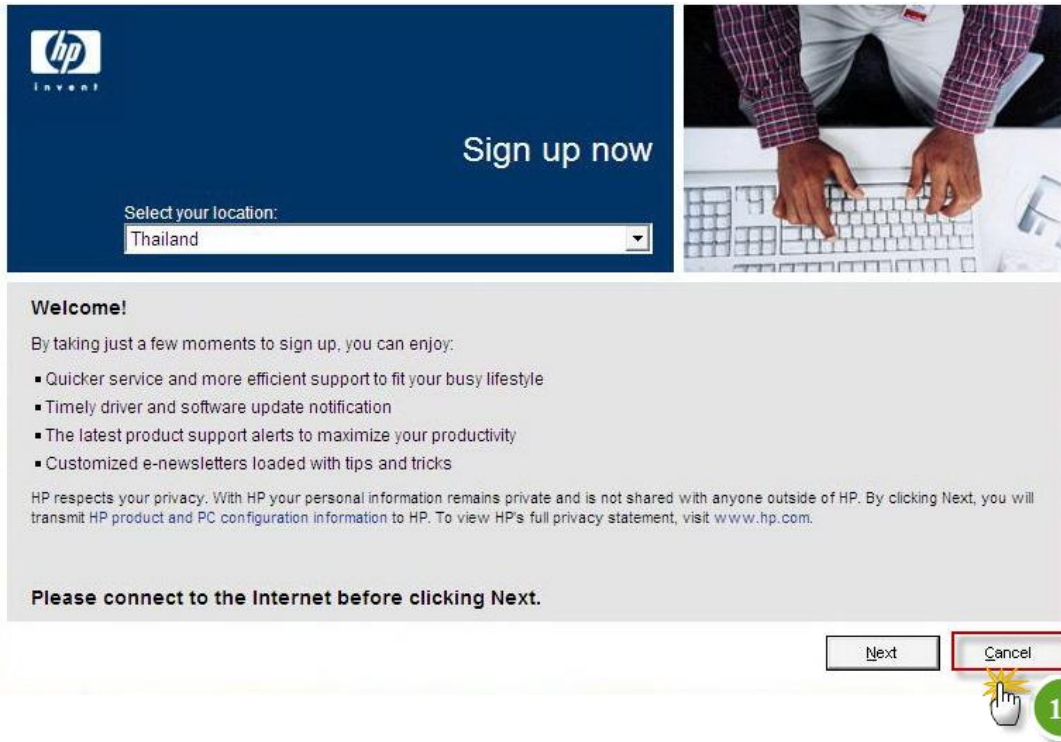 hp
invent
Sign up now
Select your location:
Thailand
Welcome!
By taking just a few moments to sign up, you can enjoy:
▪ Quicker service and more efficient support to fit your busy lifestyle
▪ Timely driver and software update notification
▪ The latest product support alerts to maximize your productivity
▪ Customized e-newsletters loaded with tips and tricks
HP respects your privacy. With HP your personal information remains private and is not shared with anyone outside of HP. By clicking Next, you will
transmit HP product and PC configuration information to HP. To view HP's full privacy statement, visit www.hp.com.
Please connect to the Internet before clicking Next.
Next Cancel
1